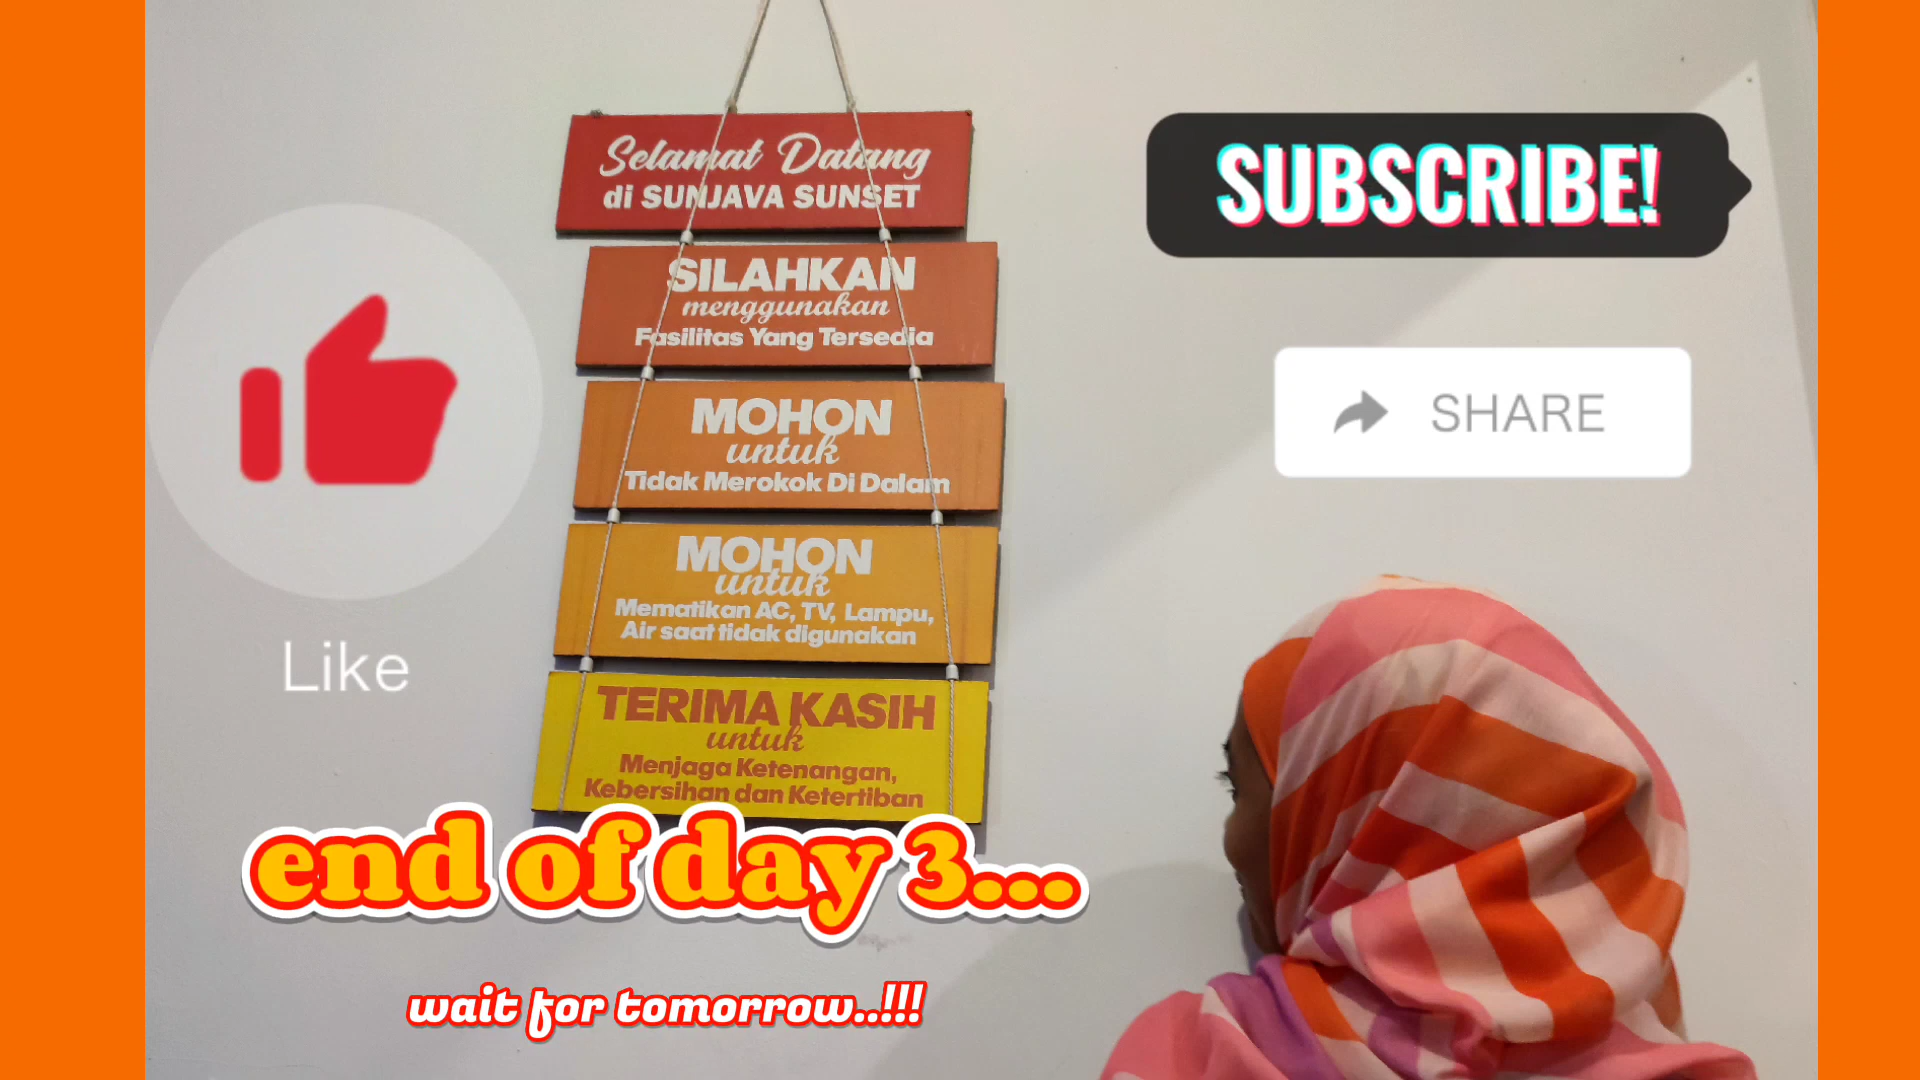 Selamat Datang
di SUNJAVA SUNSET
SILAHKAN
menggunakan
Fasilitas Yang Tersedia
MOHON
untuk
Tidak Merokok Di Dalam
MOHON
untuk
Mematikan AC, TV, Lampu,
Air saat tidak digunakan
TERIMA KASIH
untuk
Menjaga Ketenangan,
Kebersihan dan Ketertiban
SUBSCRIBE!
SHARE
Like
end of day 3...
wait for tomorrow..!!!